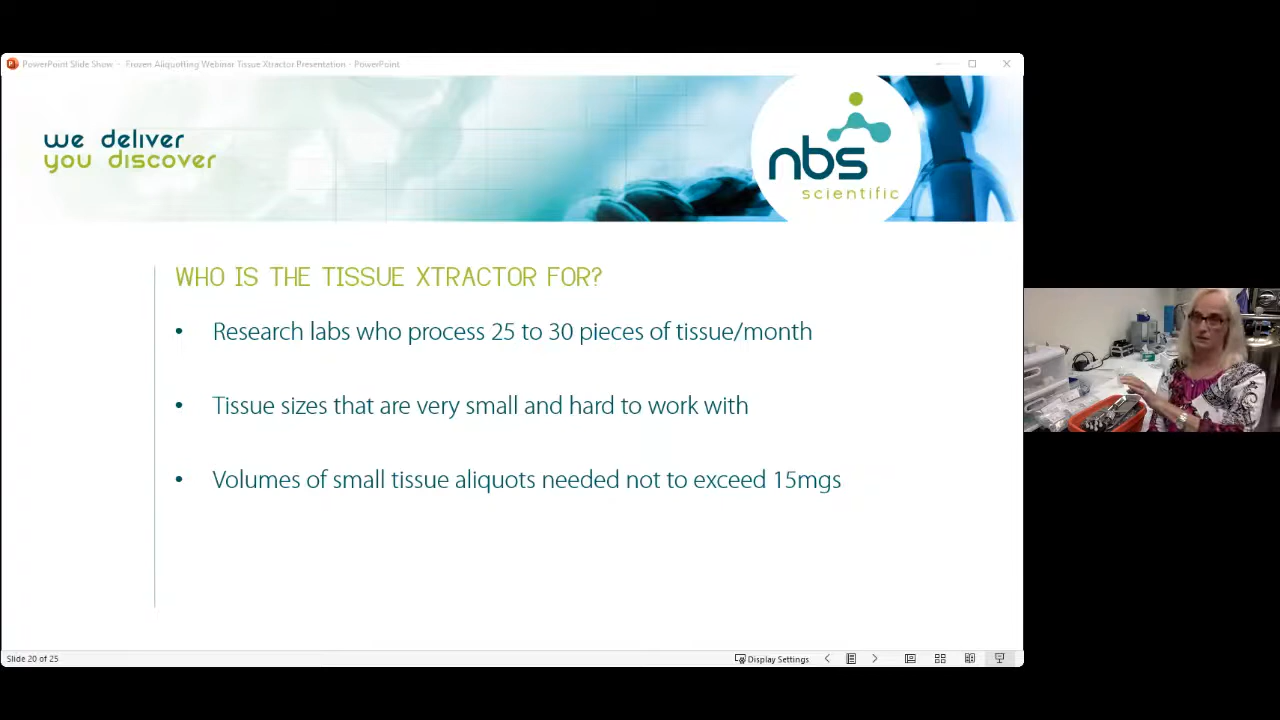 PowerPoint Slide Show - Frozen Aliquotting Webinar Tissue Xtractor Presentation - PowerPoint
we deliver
you discover
nbs
scientific
WHO IS THE TISSUE XTRACTOR FOR?
• Research labs who process 25 to 30 pieces of tissue/month
• Tissue sizes that are very small and hard to work with
• Volumes of small tissue aliquots needed not to exceed 15mgs
Slide 20 of 25
Display Settings